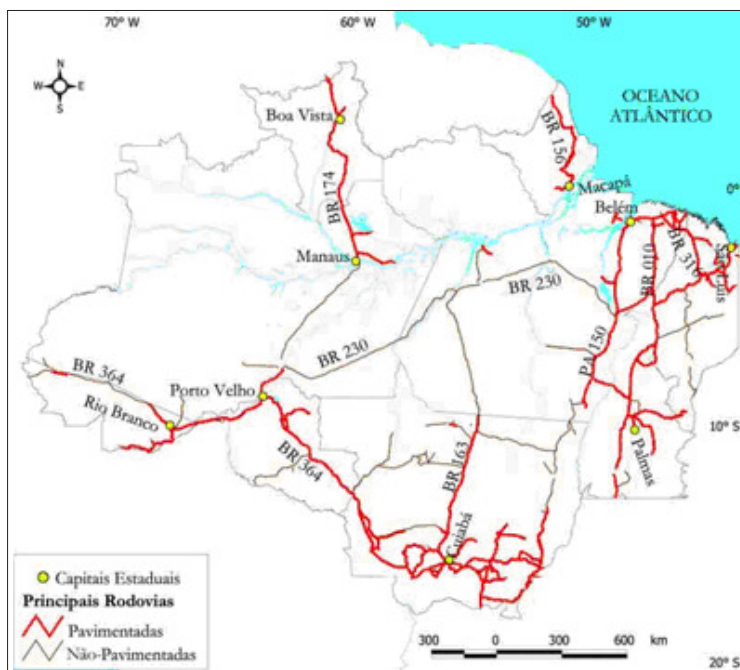 70° W
60° W
50° W
N
W
E
S
OCEANO
ATLÂNTICO
Boa Vista
BR 156
BR 174
Macapá
0°
Belém
Manaus
BR 010
BR 316
São Luis
BR 230
BR 230
PA 150
BR 364
Porto Velho
Rio Branco
10° S
BR 364
BR 163
Palmas
Cuiabá
Capitais Estaduais
Principais Rodovias
Pavimentadas
Não-Pavimentadas
300
0
300
600
km
20° S